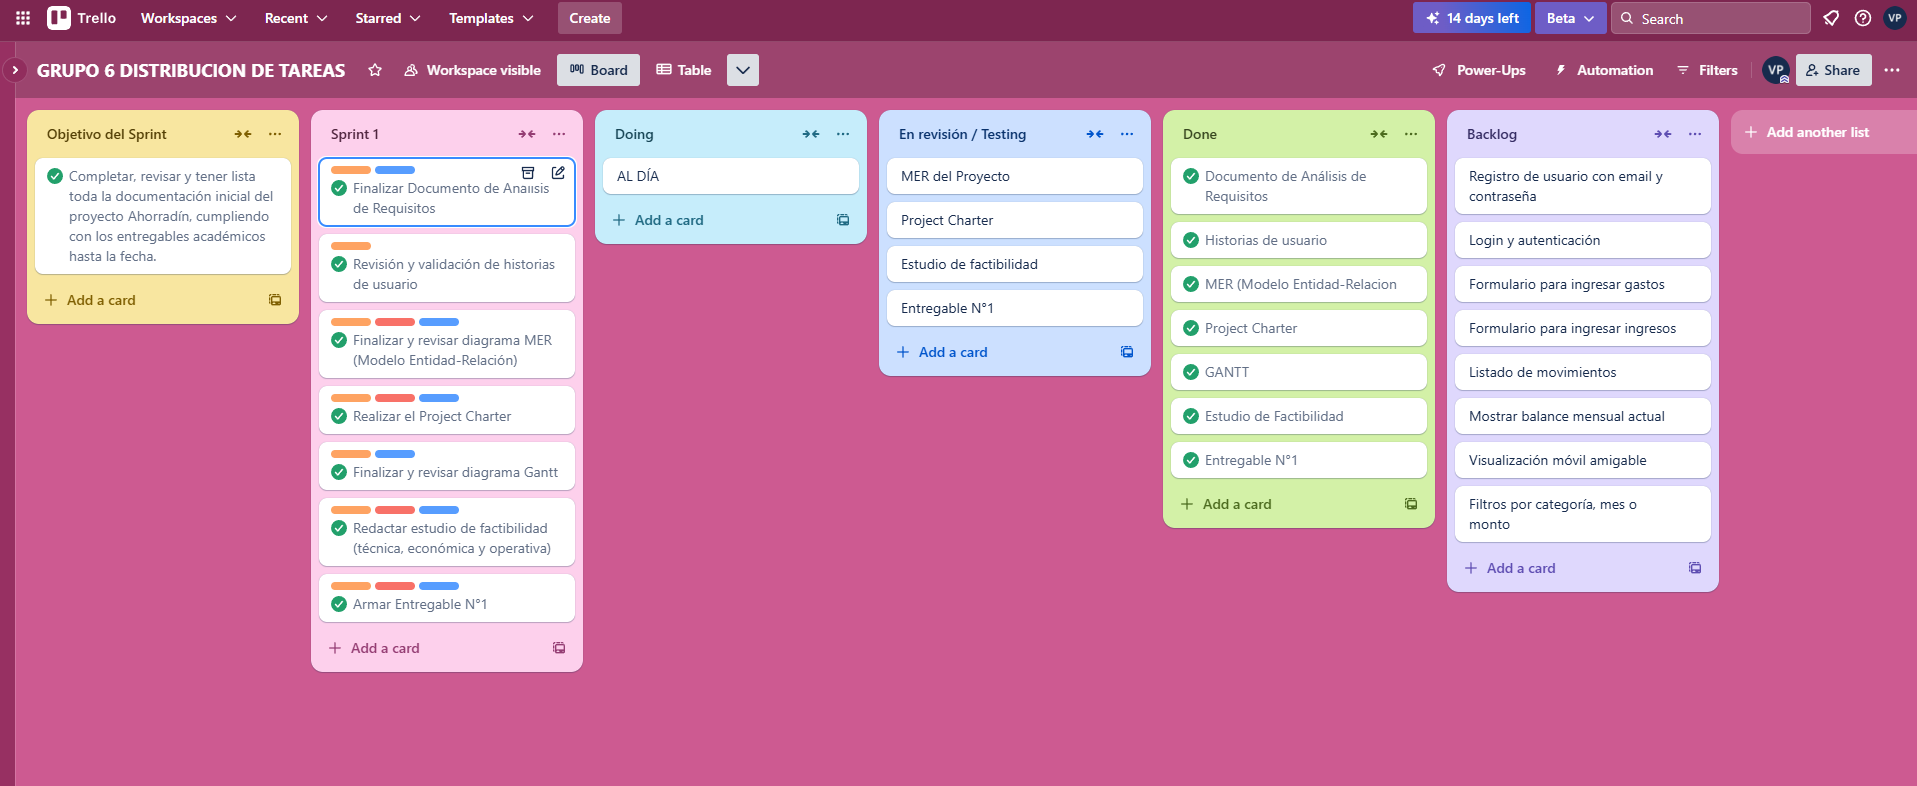 Trello
Workspaces
Recent
Starred
Templates
Create
14 days left
Beta
Search
VP
GRUPO 6 DISTRIBUCION DE TAREAS
Workspace visible
Board
Table
Power-Ups
Automation
Filters
VP
Share
Objetivo del Sprint
Completar, revisar y tener lista
toda la documentación inicial del
proyecto Ahorradín, cumpliendo
con los entregables académicos
hasta la fecha.
Add a card
Sprint 1
Finalizar Documento de Análisis
de Requisitos
Revisión y validación de historias
de usuario
Finalizar y revisar diagrama MER
(Modelo Entidad-Relación)
Realizar el Project Charter
Finalizar y revisar diagrama Gantt
Redactar estudio de factibilidad
(técnica, económica y operativa)
Armar Entregable N°1
Add a card
Doing
AL DÍA
Add a card
En revisión / Testing
MER del Proyecto
Project Charter
Estudio de factibilidad
Entregable N°1
Add a card
Done
Documento de Análisis de
Requisitos
Historias de usuario
MER (Modelo Entidad-Relacion
Project Charter
GANTT
Estudio de Factibilidad
Entregable N°1
Add a card
Backlog
Registro de usuario con email y
contraseña
Login y autenticación
Formulario para ingresar gastos
Formulario para ingresar ingresos
Listado de movimientos
Mostrar balance mensual actual
Visualización móvil amigable
Filtros por categoría, mes o
monto
Add a card
Add another list